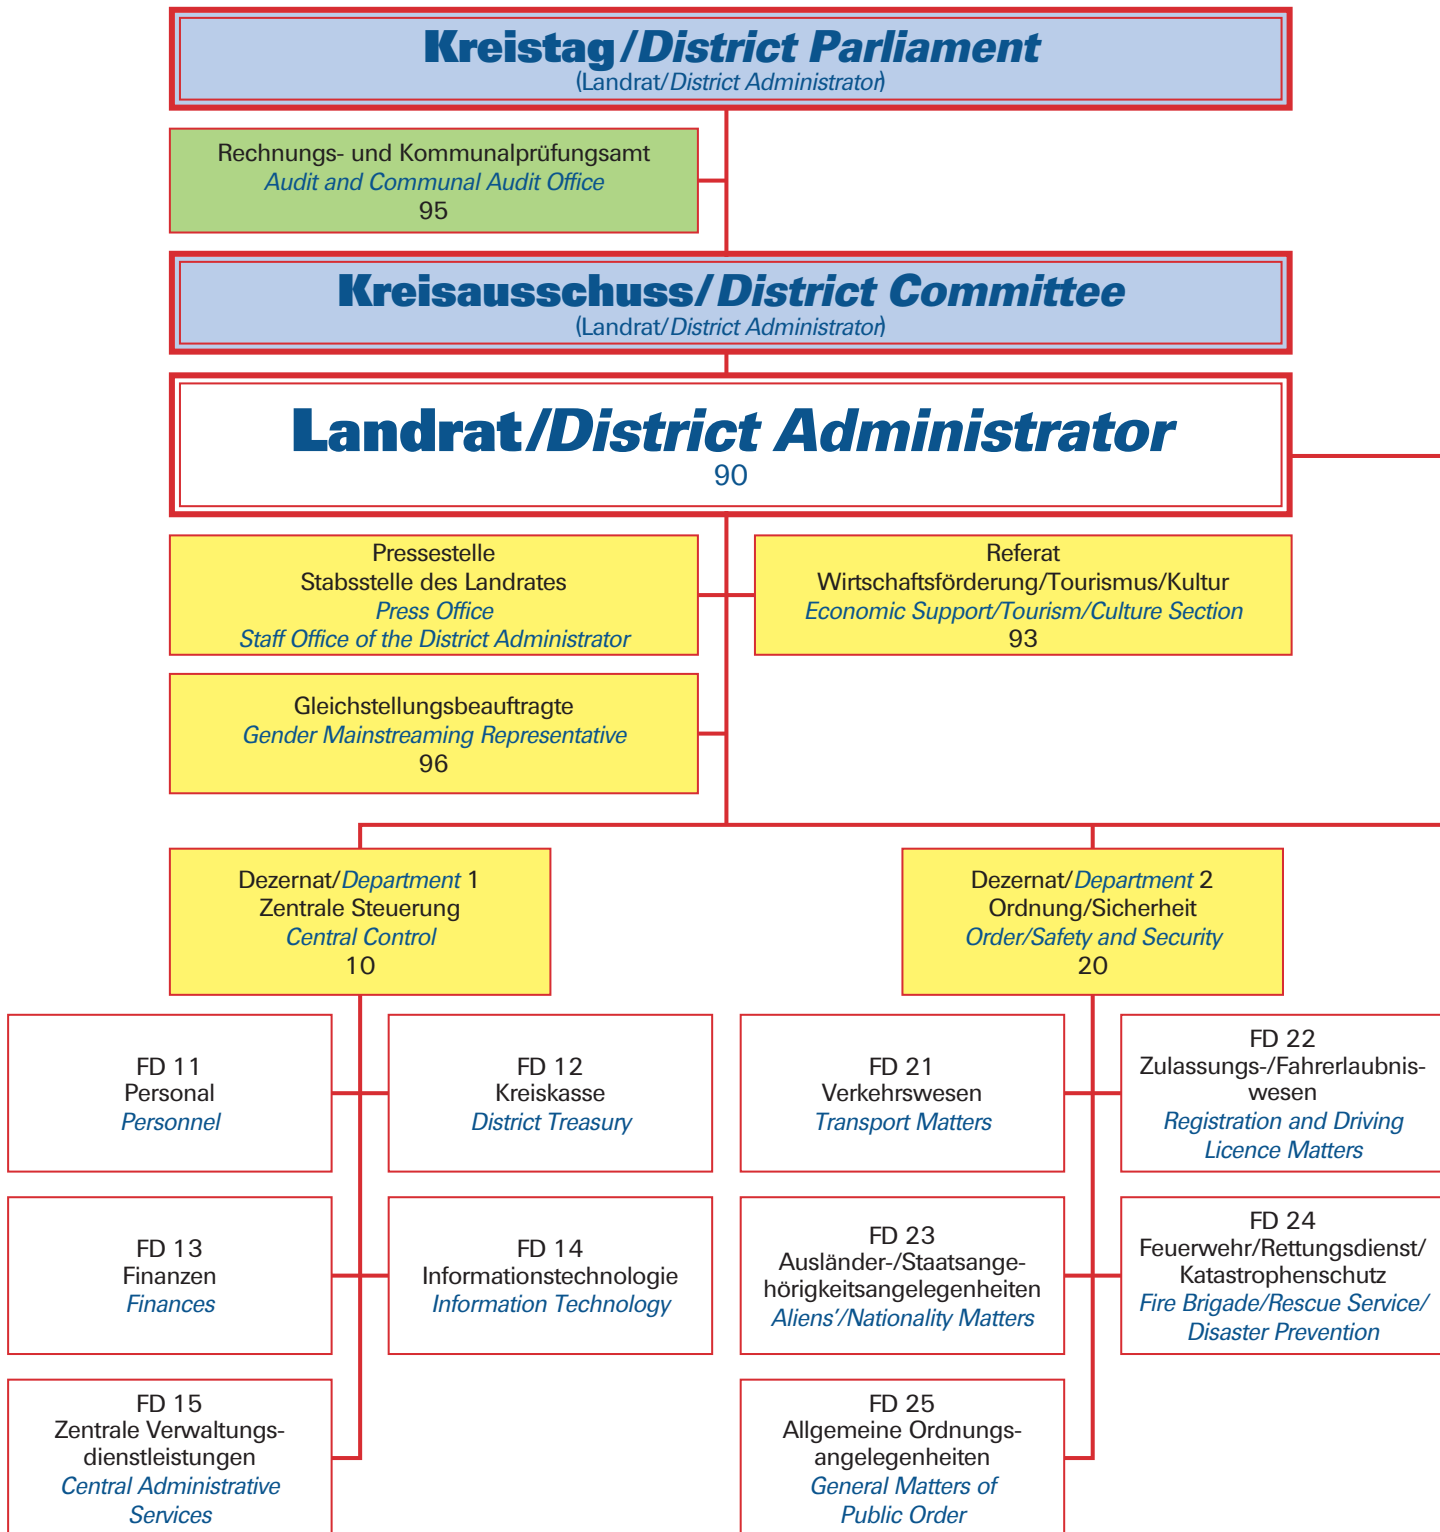 Kreistag/District Parliament
(Landrat/District Administrator)
Rechnungs- und Kommunalprüfungsamt
Audit and Communal Audit Office
95
Kreisausschuss/District Committee
(Landrat/District Administrator)
Landrat/District Administrator
90
Pressestelle
Stabsstelle des Landrates
Press Office
Staff Office of the District Administrator
Referat
Wirtschaftsförderung/Tourismus/Kultur
Economic Support/Tourism/Culture Section
93
Gleichstellungsbeauftragte
Gender Mainstreaming Representative
96
Dezernat/Department 1
Zentrale Steuerung
Central Control
10
Dezernat/Department 2
Ordnung/Sicherheit
Order/Safety and Security
20
FD 11
Personal
Personnel
FD 12
Kreiskasse
District Treasury
FD 21
Verkehrswesen
Transport Matters
FD 22
Zulassungs-/Fahrerlaubnis-
wesen
Registration and Driving
Licence Matters
FD 13
Finanzen
Finances
FD 14
Informationstechnologie
Information Technology
FD 23
Ausländer-/Staatsange-
hörigkeitsangelegenheiten
Aliens’/Nationality Matters
FD 24
Feuerwehr/Rettungsdienst/
Katastrophenschutz
Fire Brigade/Rescue Service/
Disaster Prevention
FD 15
Zentrale Verwaltungs-
dienstleistungen
Central Administrative
Services
FD 25
Allgemeine Ordnungs-
angelegenheiten
General Matters of
Public Order